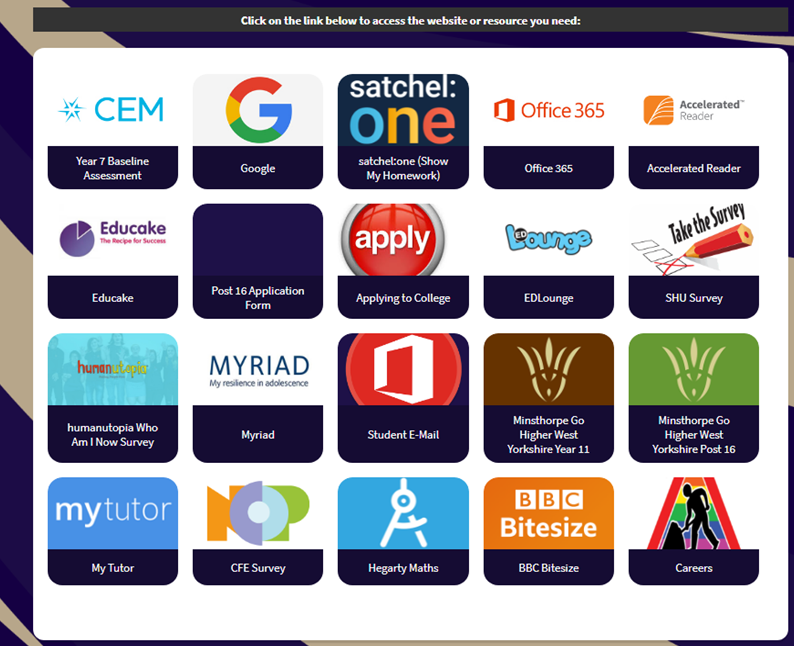 Click on the link below to access the website or resource you need:
CEM
Year 7 Baseline
Assessment
G
Google
satchel:
one
satchel:one (Show
My Homework)
Office 365
Office 365
Accelerated™
Reader
Accelerated Reader
Educake
The Recipe for Success
Educake
Post 16 Application
Form
apply
Applying to College
ED
Lounge
EDLounge
Take the Survey
SHU Survey
humanutopia
humanutopia Who
Am I Now Survey
MYRIAD
My resilience in adolescence
Myriad
Student E-Mail
Minsthorpe Go
Higher West
Yorkshire Year 11
Minsthorpe Go
Higher West
Yorkshire Post 16
mytutor
My Tutor
NCOP
CFE Survey
Hegarty Maths
BBC
Bitesize
BBC Bitesize
Careers